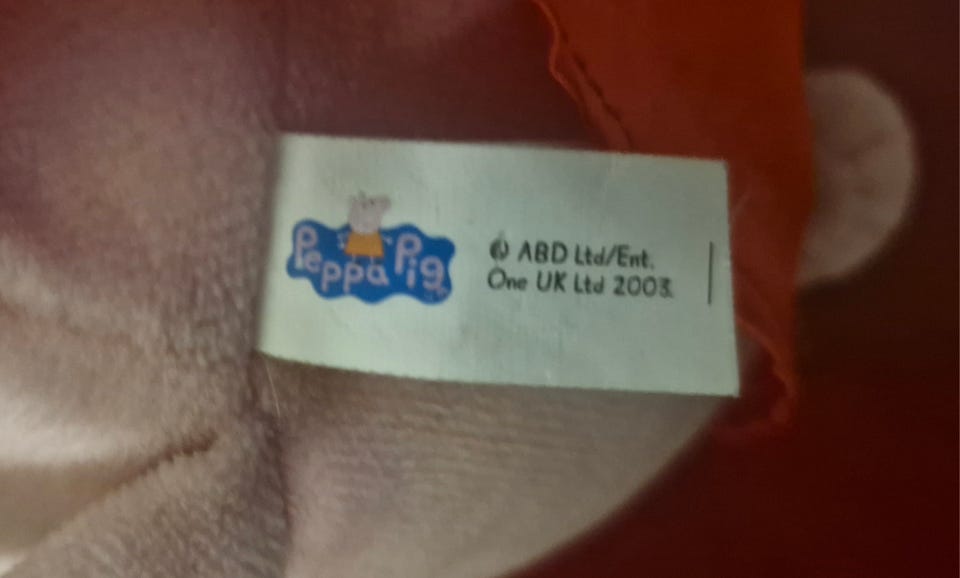 Peppa Pig
© ABD Ltd/Ent.
One UK Ltd 2003.